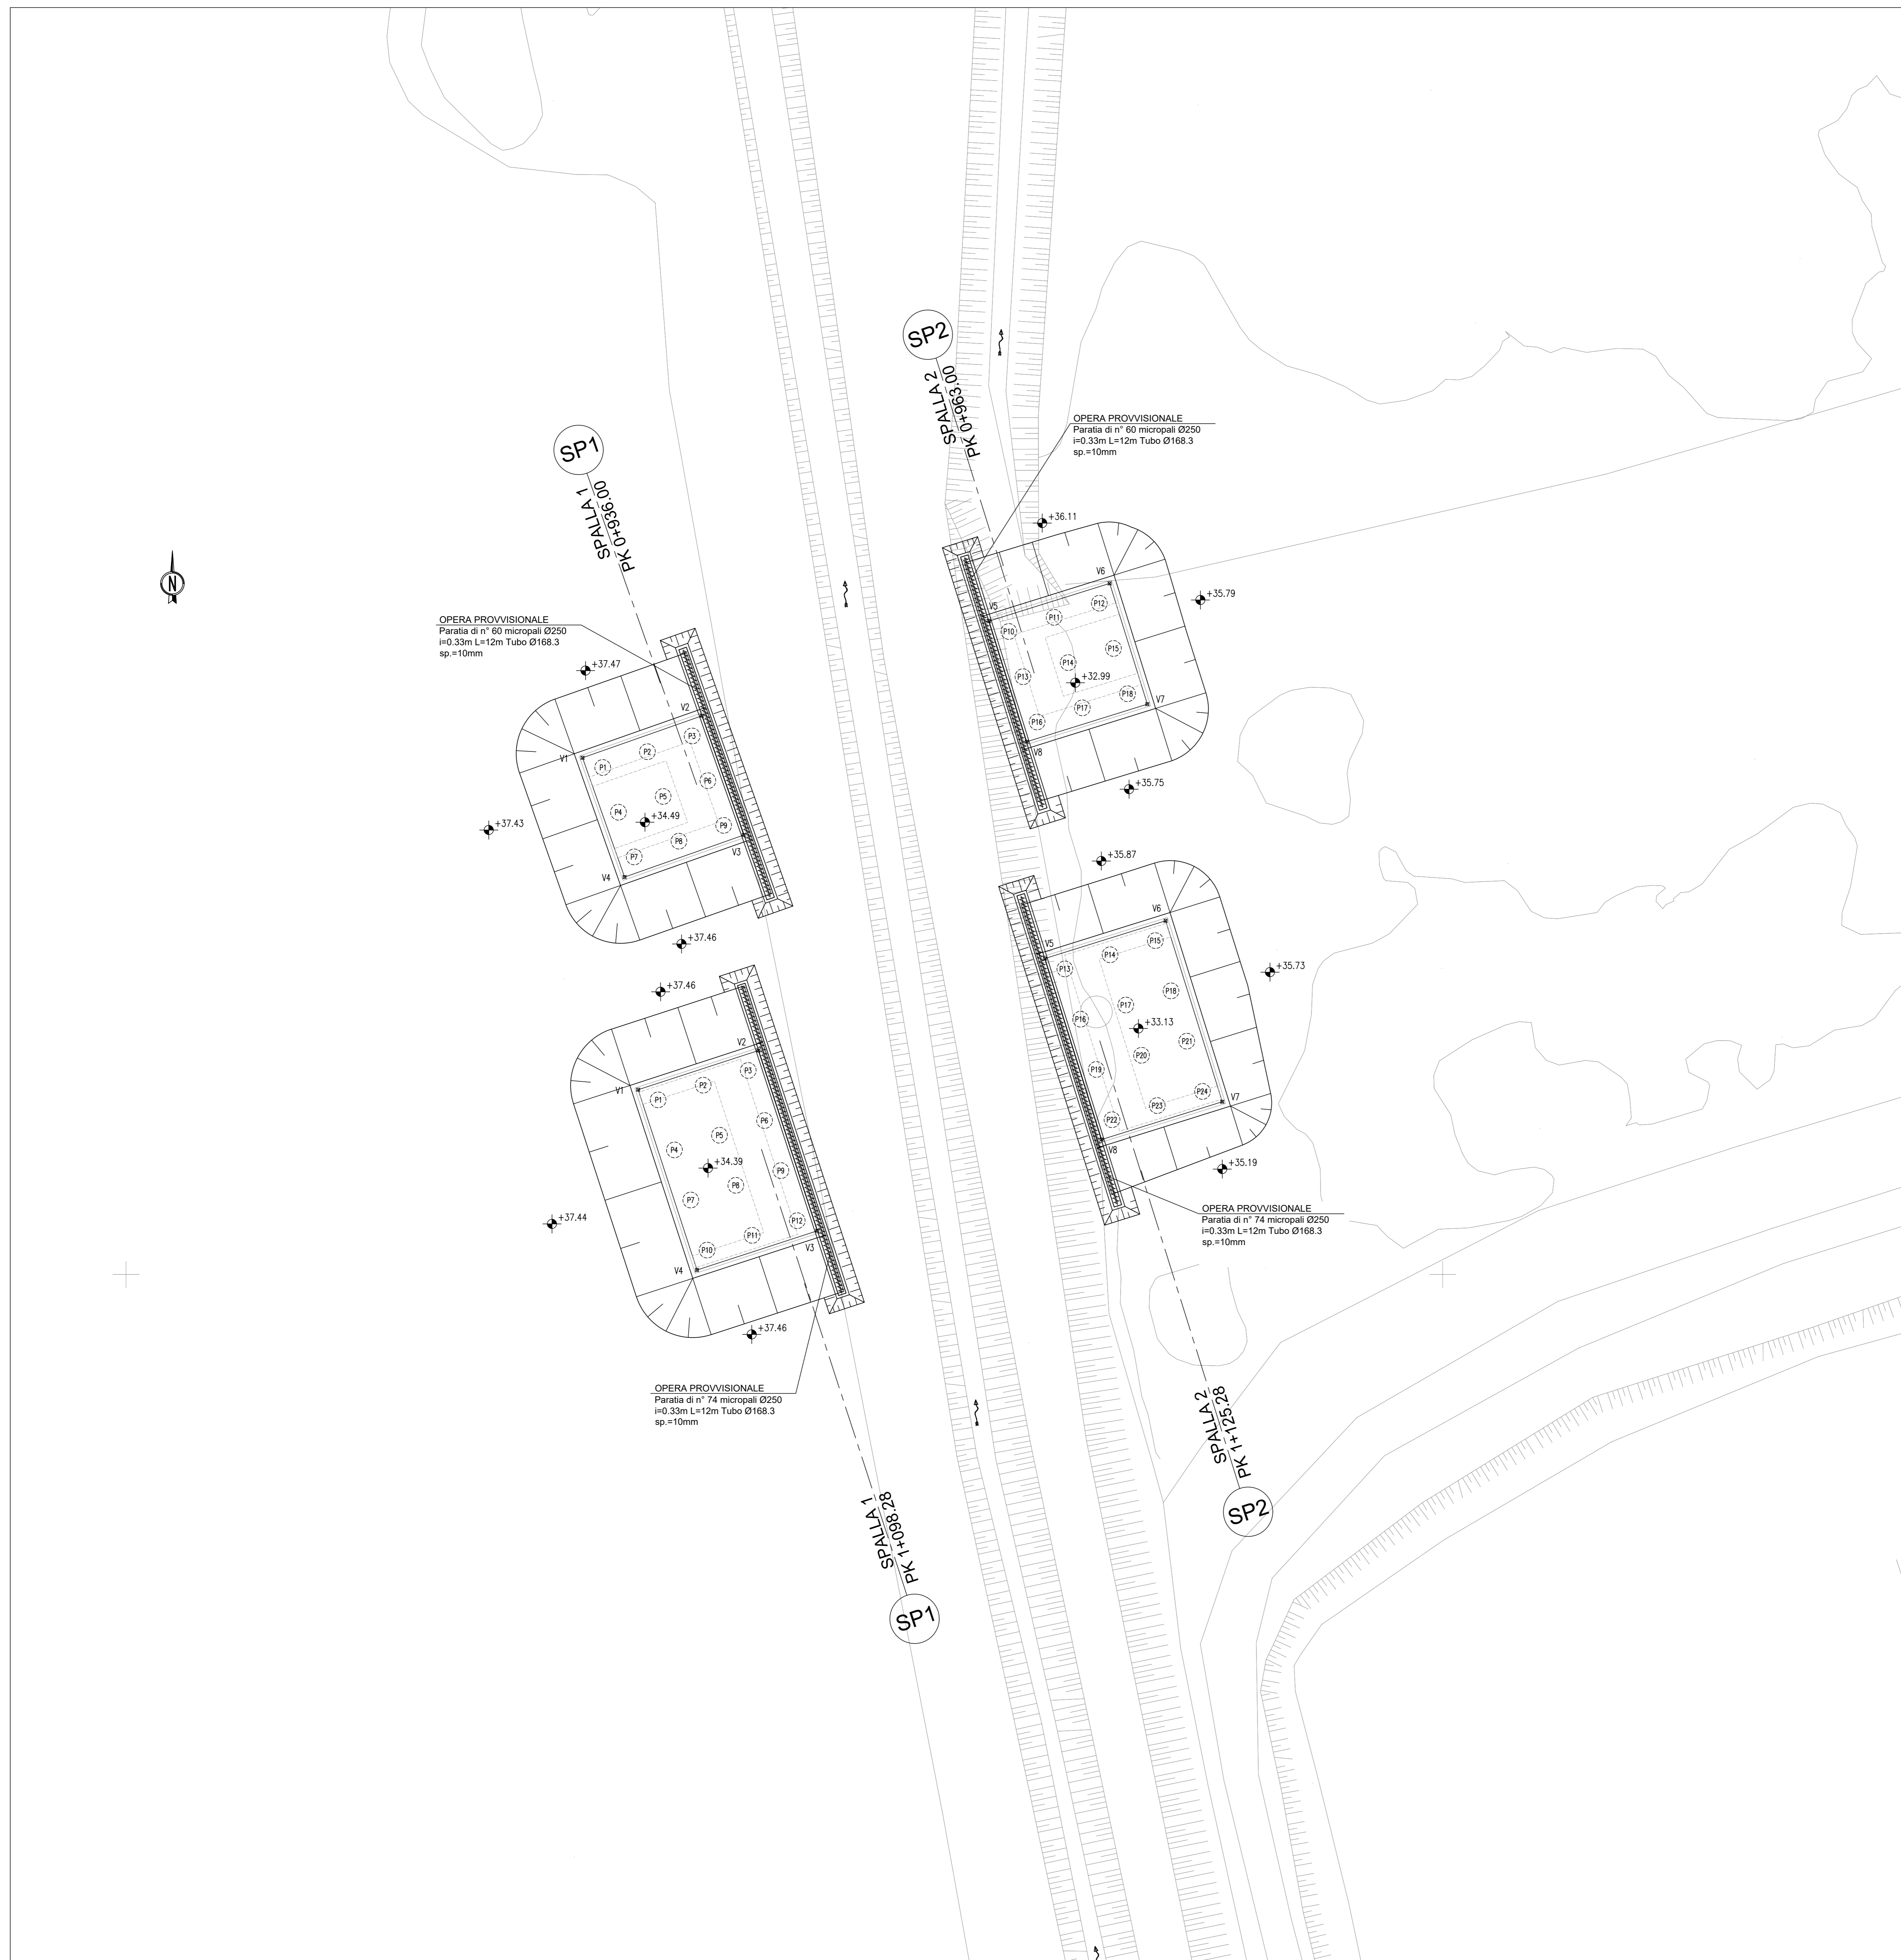 SP2
SPALLA 2
PK 0+963.00
OPERA PROVVISIONALE
Paratia di n° 60 micropali Ø250
i=0.33m L=12m Tubo Ø168.3
sp.=10mm
SP1
SPALLA 1
PK 0+936.00
N
OPERA PROVVISIONALE
Paratia di n° 60 micropali Ø250
i=0.33m L=12m Tubo Ø168.3
sp.=10mm
+36.11
+35.79
V6
V5
P12
P11
P10
P15
P14
P13
+32.99
P18
P17
P16
V7
V8
+35.75
+37.47
V2
V1
P3
P2
P1
P6
P5
P4
+34.49
P9
P8
P7
V3
V4
+37.43
+37.46
+35.87
V6
V5
P15
P14
P13
+35.73
P18
P17
P16
+33.13
P21
P20
P19
P24
P23
P22
V7
V8
+35.19
OPERA PROVVISIONALE
Paratia di n° 74 micropali Ø250
i=0.33m L=12m Tubo Ø168.3
sp.=10mm
+37.46
V2
V1
P3
P2
P1
P6
P5
P4
+34.39
P9
P8
P7
P12
P11
P10
V3
V4
+37.44
+37.46
OPERA PROVVISIONALE
Paratia di n° 74 micropali Ø250
i=0.33m L=12m Tubo Ø168.3
sp.=10mm
SPALLA 2
PK 1+125.28
SP2
SPALLA 1
PK 1+098.28
SP1